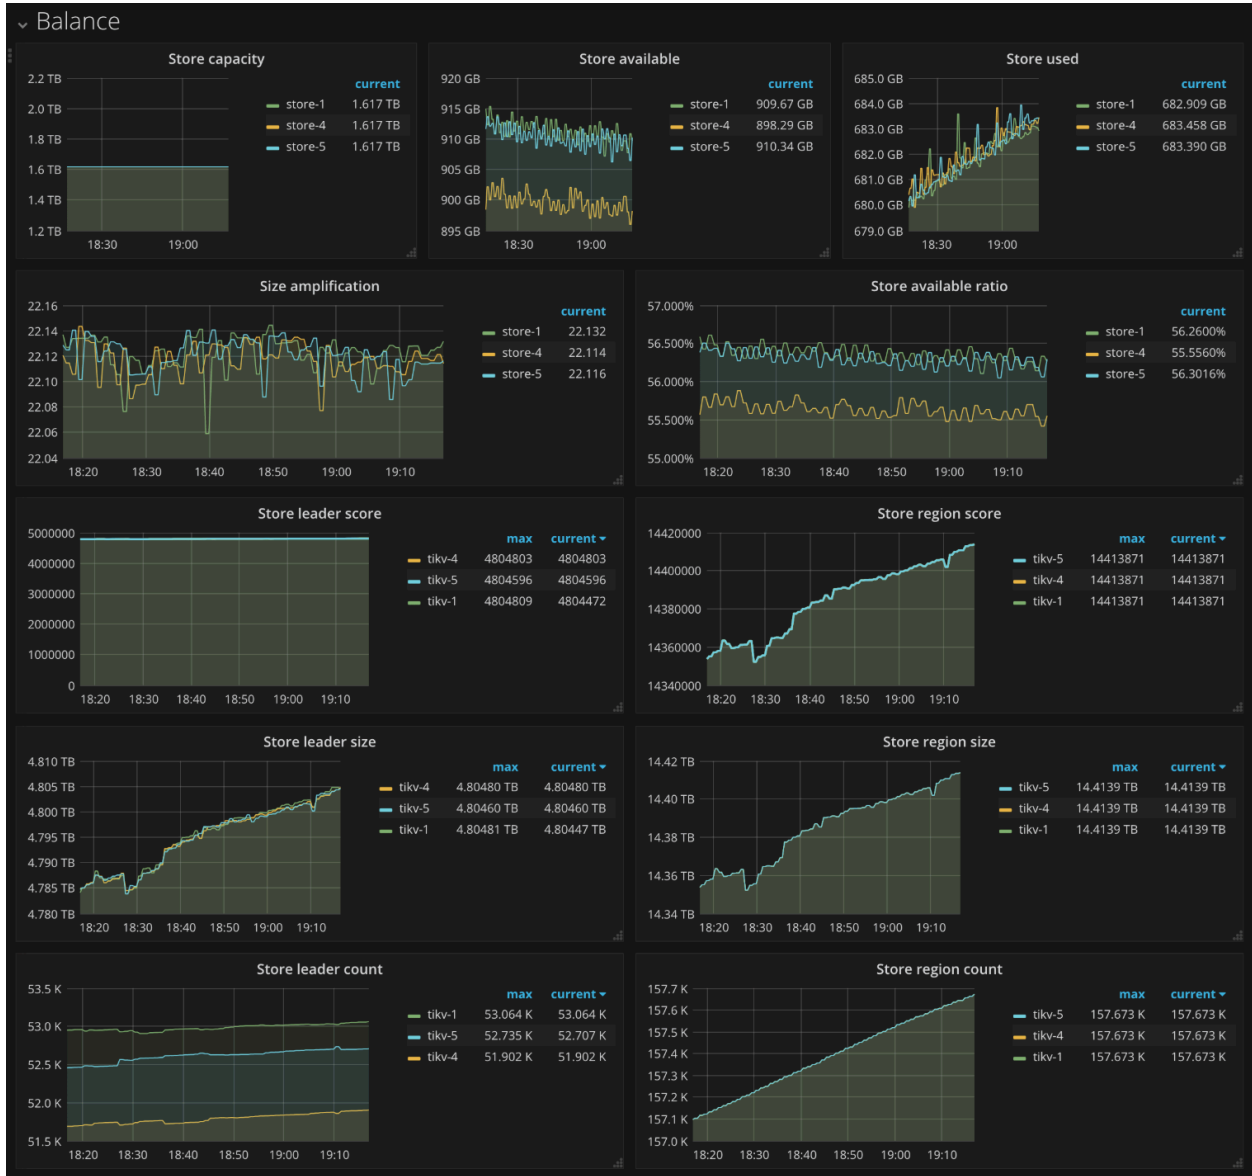 Balance
Store capacity
2.2 TB
2.0 TB
1.8 TB
1.6 TB
1.4 TB
1.2 TB
18:30 19:00
current
store-1 1.617 TB
store-4 1.617 TB
store-5 1.617 TB
Store available
920 GB
915 GB
910 GB
905 GB
900 GB
895 GB
18:30 19:00
current
store-1 909.67 GB
store-4 898.29 GB
store-5 910.34 GB
Store used
685.0 GB
684.0 GB
683.0 GB
682.0 GB
681.0 GB
680.0 GB
679.0 GB
18:30 19:00
current
store-1 682.909 GB
store-4 683.458 GB
store-5 683.390 GB
Size amplification
22.16
22.14
22.12
22.10
22.08
22.06
22.04
18:20 18:30 18:40 18:50 19:00 19:10
current
store-1 22.132
store-4 22.114
store-5 22.116
Store available ratio
57.000%
56.500%
56.000%
55.500%
55.000%
18:20 18:30 18:40 18:50 19:00 19:10
current
store-1 56.2600%
store-4 55.5560%
store-5 56.3016%
Store leader score
5000000
4000000
3000000
2000000
1000000
0
18:20 18:30 18:40 18:50 19:00 19:10
max current
tikv-4 4804803 4804803
tikv-5 4804596 4804596
tikv-1 4804809 4804472
Store region score
14420000
14400000
14380000
14360000
14340000
18:20 18:30 18:40 18:50 19:00 19:10
max current
tikv-5 14413871 14413871
tikv-4 14413871 14413871
tikv-1 14413871 14413871
Store leader size
4.810 TB
4.805 TB
4.800 TB
4.795 TB
4.790 TB
4.785 TB
4.780 TB
18:20 18:30 18:40 18:50 19:00 19:10
max current
tikv-4 4.80480 TB 4.80480 TB
tikv-5 4.80460 TB 4.80460 TB
tikv-1 4.80481 TB 4.80447 TB
Store region size
14.42 TB
14.40 TB
14.38 TB
14.36 TB
14.34 TB
18:20 18:30 18:40 18:50 19:00 19:10
max current
tikv-5 14.4139 TB 14.4139 TB
tikv-4 14.4139 TB 14.4139 TB
tikv-1 14.4139 TB 14.4139 TB
Store leader count
53.5 K
53.0 K
52.5 K
52.0 K
51.5 K
18:20 18:30 18:40 18:50 19:00 19:10
max current
tikv-1 53.064 K 53.064 K
tikv-5 52.735 K 52.707 K
tikv-4 51.902 K 51.902 K
Store region count
157.7 K
157.6 K
157.5 K
157.4 K
157.3 K
157.2 K
157.1 K
157.0 K
18:20 18:30 18:40 18:50 19:00 19:10
max current
tikv-5 157.673 K 157.673 K
tikv-4 157.673 K 157.673 K
tikv-1 157.673 K 157.673 K